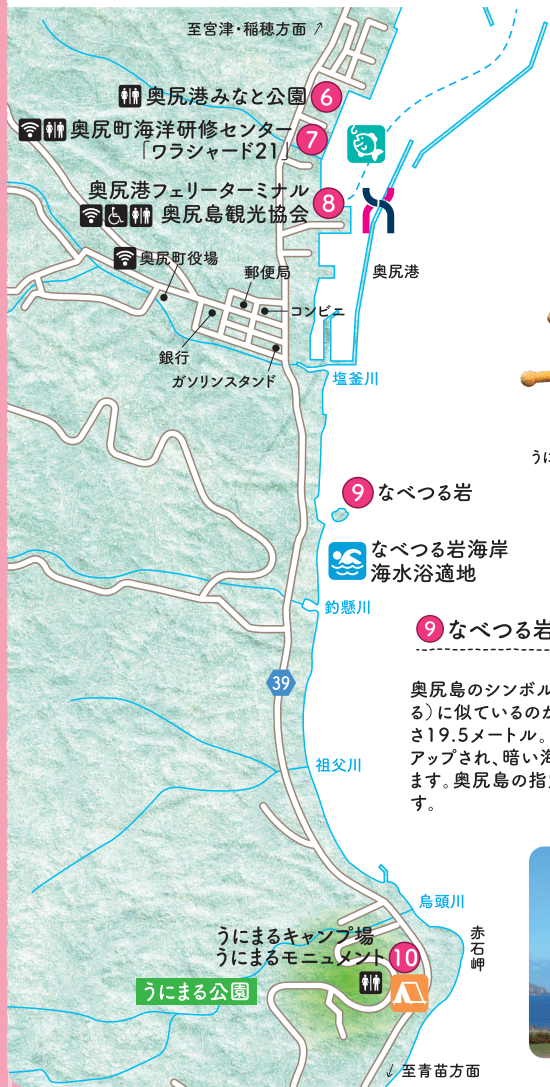 至宮津・稲穂方面
奥尻港みなと公園 6
奥尻町海洋研修センター 7
「ワラシャード21」
奥尻港フェリーターミナル 8
奥尻島観光協会
奥尻町役場
郵便局
奥尻港
コンビニ
銀行
ガソリンスタンド
塩釜川
うに
9 なべつる岩
なべつる岩海岸
海水浴適地
釣懸川
9 なべつる岩
39
奥尻島のシンボル
る）に似ているのか
さ19.5メートル。
アップされ、暗い海
ます。奥尻島の指
す。
祖父川
烏頭川
赤石岬
うにまるキャンプ場
うにまるモニュメント 10
うにまる公園
至青苗方面